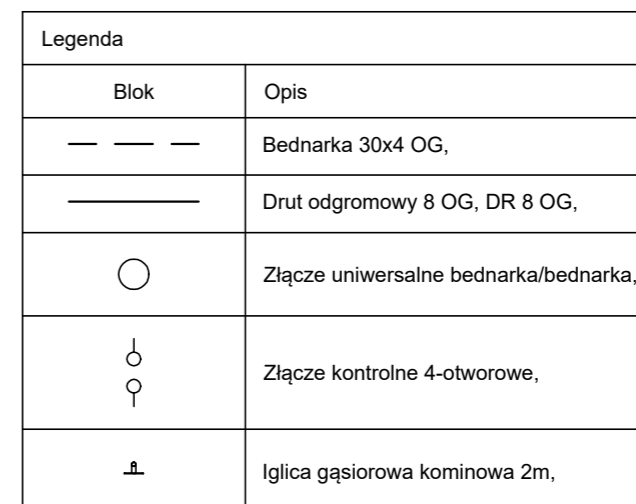 Legenda
Blok Opis
Bednarka 30x4 OG,
Drut odgromowy 8 OG, DR 8 OG,
Złącze uniwersalne bednarka/bednarka,
Złącze kontrolne 4-otworowe,
Iglica gąsiorowa kominowa 2m,